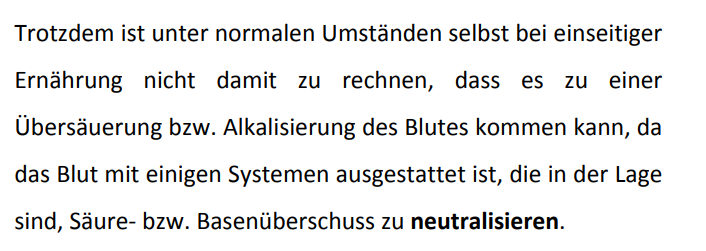 Trotzdem ist unter normalen Umständen selbst bei einseitiger
Ernährung nicht damit zu rechnen, dass es zu einer
Übersäuerung bzw. Alkalisierung des Blutes kommen kann, da
das Blut mit einigen Systemen ausgestattet ist, die in der Lage
sind, Säure- bzw. Basenüberschuss zu neutralisieren.